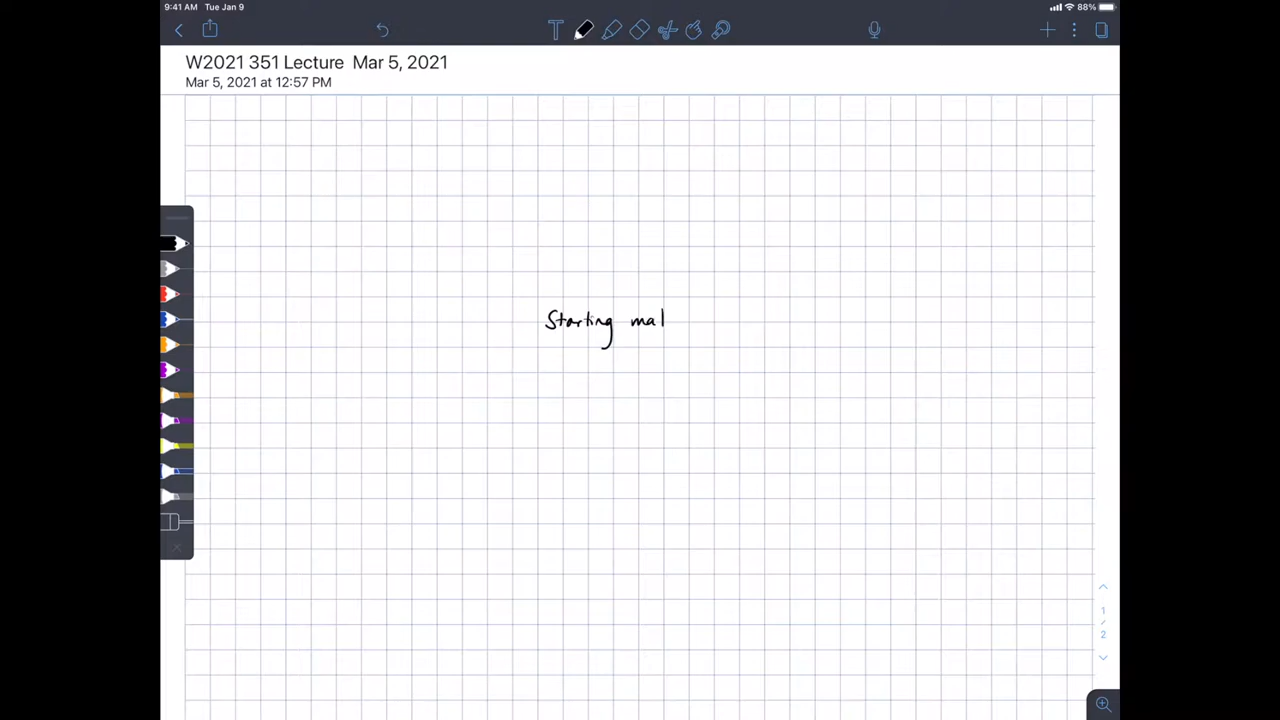 9:41 AM Tue Jan 9 88%
W2021 351 Lecture Mar 5, 2021
Mar 5, 2021 at 12:57 PM
Starting mal
1
/
2